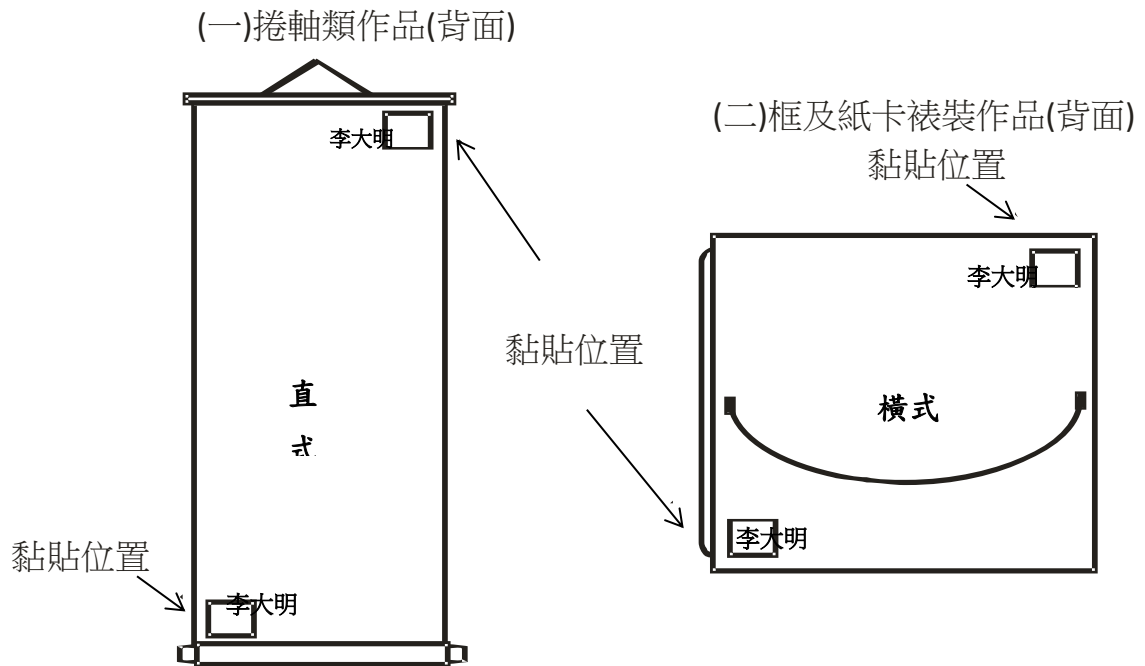 (一)捲軸類作品(背面)
李大明
直
式
黏貼位置
李大明
黏貼位置
(二)框及紙卡裱裝作品(背面)
黏貼位置
李大明
橫式
李大明